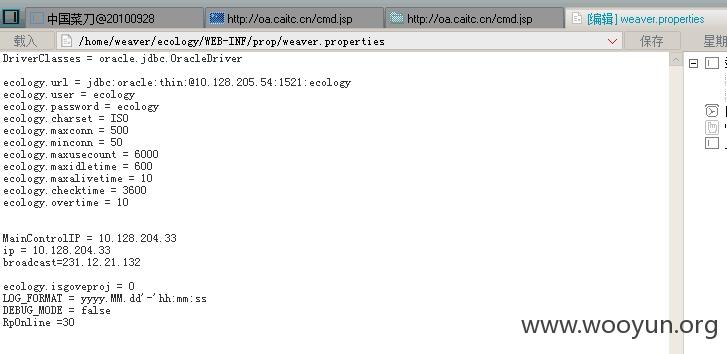 中国菜刀@20100928
http://oa.caitc.cn/cmd.jsp
http://oa.caitc.cn/cmd.jsp
[编辑] weaver.properties
载入
/home/weaver/ecology/WEB-INF/prop/weaver.properties
保存
星期
DriverClasses = oracle.jdbc.OracleDriver
ecology.url = jdbc:oracle:thin:@10.128.205.54:1521:ecology
ecology.user = ecology
ecology.password = ecology
ecology.charset = ISO
ecology.maxconn = 500
ecology.minconn = 50
ecology.maxusecount = 6000
ecology.maxidletime = 600
ecology.maxalivetime = 10
ecology.checktime = 3600
ecology.overtime = 10
MainControlIP = 10.128.204.33
ip = 10.128.204.33
broadcast=231.12.21.132
ecology.isgoveproj = 0
LOG_FORMAT = yyyy.MM.dd'-'hh:mm:ss
DEBUG_MODE = false
RpOnline =30
www.wooyun.org